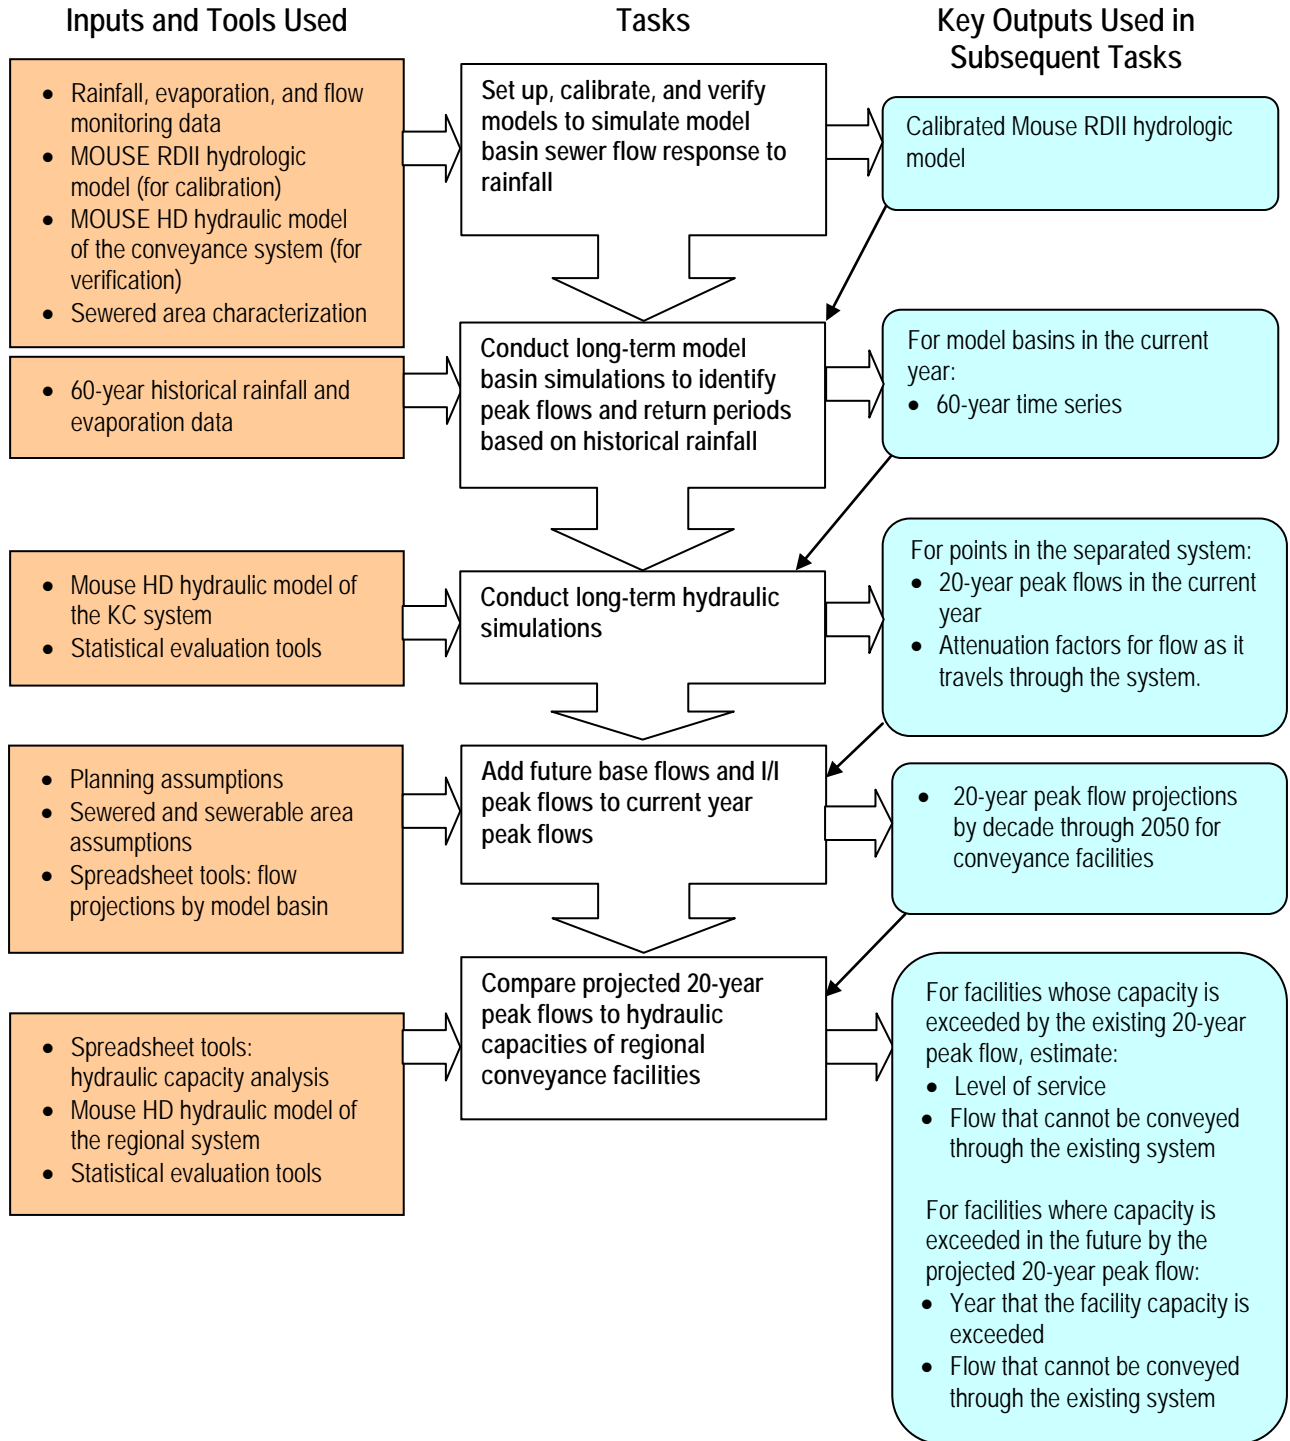 Inputs and Tools Used
Tasks
Key Outputs Used in
Subsequent Tasks
• Rainfall, evaporation, and flow
monitoring data
• MOUSE RDII hydrologic
model (for calibration)
• MOUSE HD hydraulic model
of the conveyance system (for
verification)
• Sewered area characterization
Set up, calibrate, and verify
models to simulate model
basin sewer flow response to
rainfall
Calibrated Mouse RDII hydrologic
model
• 60-year historical rainfall and
evaporation data
Conduct long-term model
basin simulations to identify
peak flows and return periods
based on historical rainfall
For model basins in the current
year:
• 60-year time series
• Mouse HD hydraulic model of
the KC system
• Statistical evaluation tools
Conduct long-term hydraulic
simulations
For points in the separated system:
• 20-year peak flows in the current
year
• Attenuation factors for flow as it
travels through the system.
• Planning assumptions
• Sewered and sewerable area
assumptions
• Spreadsheet tools: flow
projections by model basin
Add future base flows and I/I
peak flows to current year
peak flows
• 20-year peak flow projections
by decade through 2050 for
conveyance facilities
• Spreadsheet tools:
hydraulic capacity analysis
• Mouse HD hydraulic model of
the regional system
• Statistical evaluation tools
Compare projected 20-year
peak flows to hydraulic
capacities of regional
conveyance facilities
For facilities whose capacity is
exceeded by the existing 20-year
peak flow, estimate:
• Level of service
• Flow that cannot be conveyed
through the existing system
For facilities where capacity is
exceeded in the future by the
projected 20-year peak flow:
• Year that the facility capacity is
exceeded
• Flow that cannot be conveyed
through the existing system